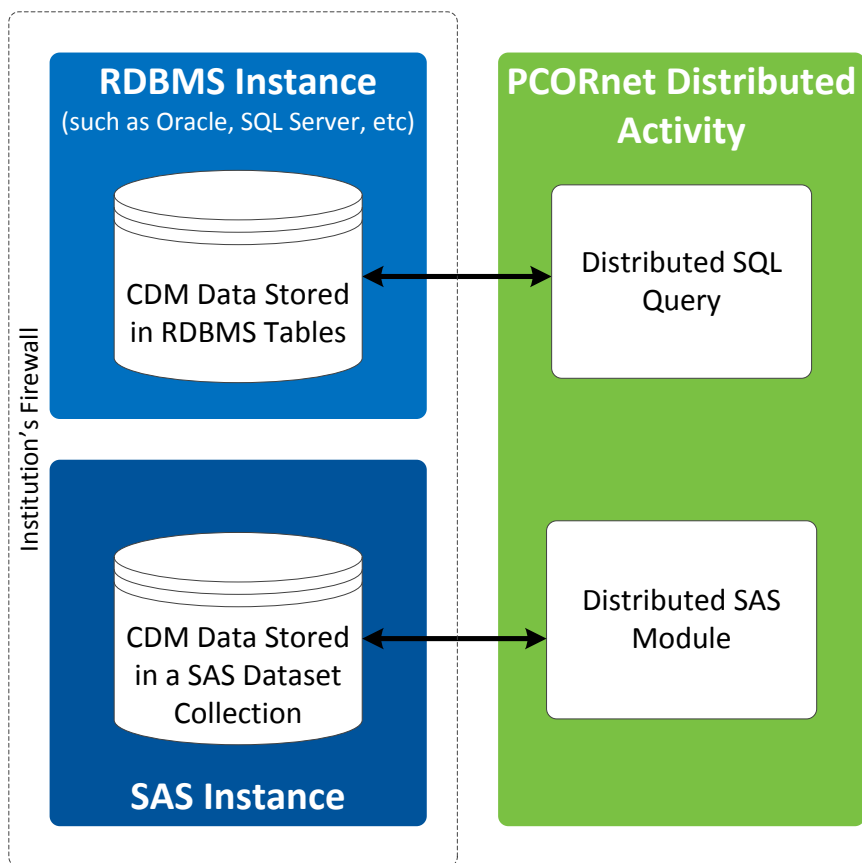 Institution's Firewall
RDBMS Instance
(such as Oracle, SQL Server, etc)
CDM Data Stored
in RDBMS Tables
CDM Data Stored
in a SAS Dataset
Collection
SAS Instance
PCORnet Distributed
Activity
Distributed SQL
Query
Distributed SAS
Module